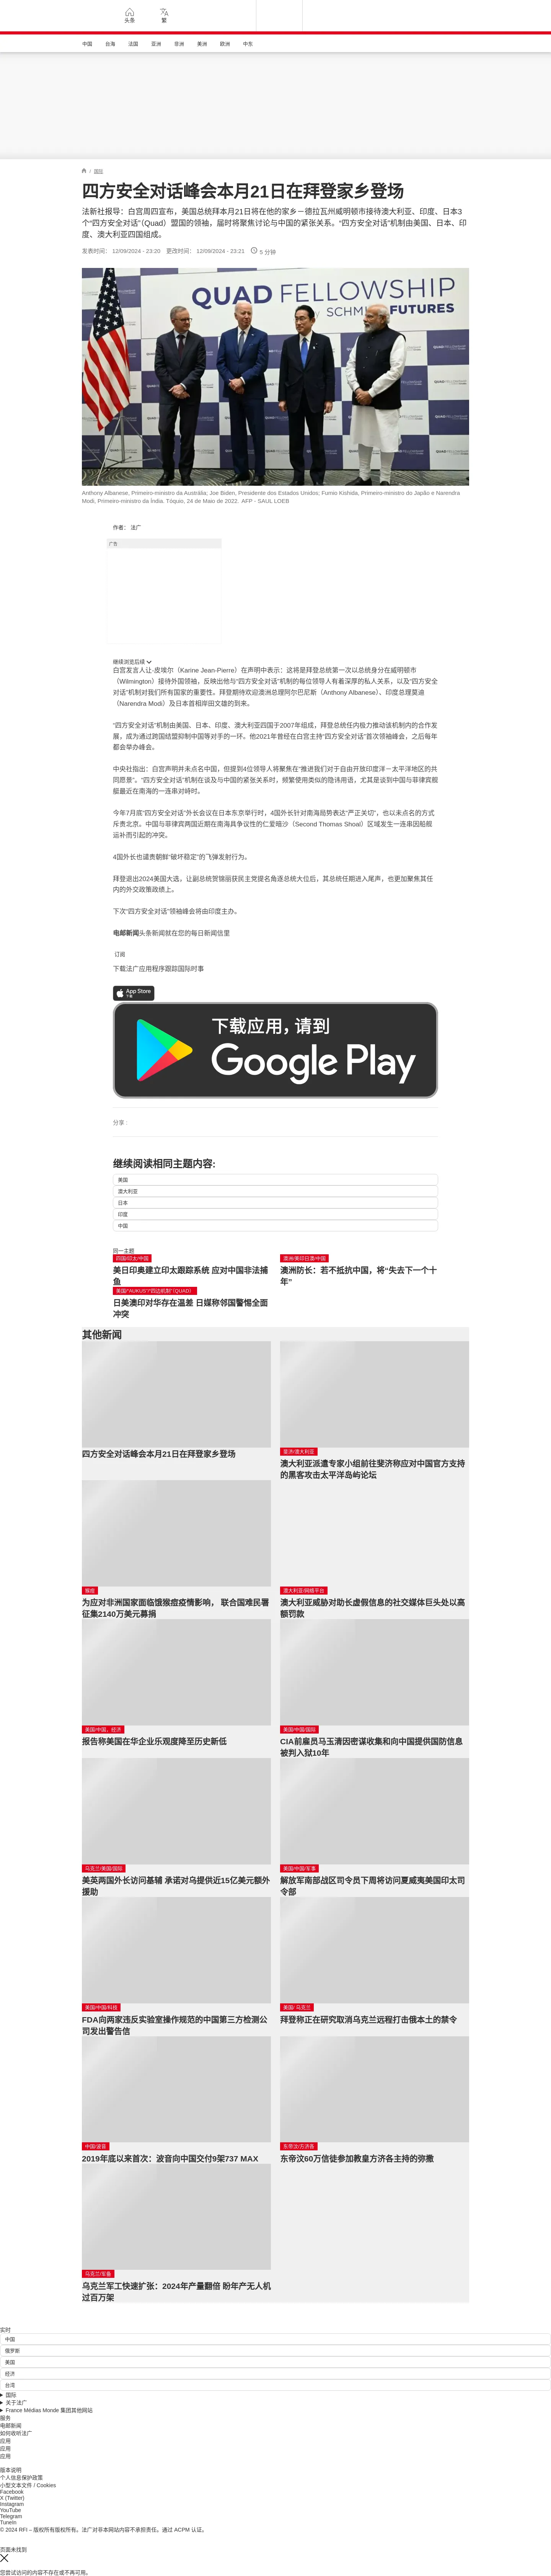 头条
繁
中国
台海
法国
亚洲
非洲
美洲
欧洲
中东
国际
四方安全对话峰会本月21日在拜登家乡登场
法新社报导：白宫周四宣布，美国总统拜本月21日将在他的家乡－德拉瓦州威明顿市接待澳大利亚、印度、日本3
个“四方安全对话”（Quad）盟国的领袖，届时将聚焦讨论与中国的紧张关系。“四方安全对话”机制由美国、日本、印
度、澳大利亚四国组成。
发表时间： 12/09/2024 - 23:20 更改时间： 12/09/2024 - 23:21 5 分钟
QUAD FELLOWSHIP
BY SCHMIDT FUTURES
Anthony Albanese, Primeiro-ministro da Austrália; Joe Biden, Presidente dos Estados Unidos; Fumio Kishida, Primeiro-ministro do Japão e Narendra
Modi, Primeiro-ministro da Índia. Tóquio, 24 de Maio de 2022. AFP - SAUL LOEB
作者： 法广
广告
继续浏览后续
白宫发言人让-皮埃尔（Karine Jean-Pierre）在声明中表示：这将是拜登总统第一次以总统身分在威明顿市
（Wilmington）接待外国领袖，反映出他与“四方安全对话”机制的每位领导人有着深厚的私人关系，以及“四方安全
对话”机制对我们所有国家的重要性。拜登期待欢迎澳洲总理阿尔巴尼斯（Anthony Albanese）、印度总理莫迪
（Narendra Modi）及日本首相岸田文雄的到来。
“四方安全对话”机制由美国、日本、印度、澳大利亚四国于2007年组成，拜登总统任内极力推动该机制内的合作发
展，成为通过跨国结盟抑制中国等对手的一环。他2021年曾经在白宫主持“四方安全对话”首次领袖峰会，之后每年
都会举办峰会。
中央社指出：白宫声明并未点名中国，但提到4位领导人将聚焦在“推进我们对于自由开放印度洋－太平洋地区的共
同愿景”。“四方安全对话”机制在谈及与中国的紧张关系时，频繁使用类似的隐讳用语，尤其是谈到中国与菲律宾舰
艇最近在南海的一连串对峙时。
今年7月底“四方安全对话”外长会议在日本东京举行时，4国外长针对南海局势表达“严正关切”，也以未点名的方式
斥责北京。中国与菲律宾两国近期在南海具争议性的仁爱暗沙（Second Thomas Shoal）区域发生一连串因船舰
运补而引起的冲突。
4国外长也谴责朝鲜“破坏稳定”的飞弹发射行为。
拜登退出2024美国大选，让副总统贺锦丽获民主党提名角逐总统大位后，其总统任期进入尾声，也更加聚焦其任
内的外交政策政绩上。
下次“四方安全对话”领袖峰会将由印度主办。
电邮新闻头条新闻就在您的每日新闻信里
订阅
下载法广应用程序跟踪国际时事
App Store
下载
下载应用，请到
Google Play
分享 :
继续阅读相同主题内容:
美国
澳大利亚
日本
印度
中国
同一主题
四国/印太/中国
美日印奥建立印太跟踪系统 应对中国非法捕
鱼
澳洲/美印日澳/中国
澳洲防长：若不抵抗中国，将“失去下一个十
年”
美国/“AUKUS”/“四边机制”（QUAD）
日美澳印对华存在温差 日媒称邻国警惕全面
冲突
其他新闻
四方安全对话峰会本月21日在拜登家乡登场
斐济/澳大利亚
澳大利亚派遣专家小组前往斐济称应对中国官方支持
的黑客攻击太平洋岛屿论坛
猴痘
为应对非洲国家面临饿猴痘疫情影响， 联合国难民署
征集2140万美元募捐
澳大利亚/网络平台
澳大利亚威胁对助长虚假信息的社交媒体巨头处以高
额罚款
美国/中国，经济
报告称美国在华企业乐观度降至历史新低
美国/中国/国际
CIA前雇员马玉清因密谋收集和向中国提供国防信息
被判入狱10年
乌克兰/美国/国际
美英两国外长访问基辅 承诺对乌提供近15亿美元额外
援助
美国/中国/军事
解放军南部战区司令员下周将访问夏威夷美国印太司
令部
美国/中国/科技
FDA向两家违反实验室操作规范的中国第三方检测公
司发出警告信
美国/ 乌克兰
拜登称正在研究取消乌克兰远程打击俄本土的禁令
中国/波音
2019年底以来首次：波音向中国交付9架737 MAX
东帝汶/方济各
东帝汶60万信徒参加教皇方济各主持的弥撒
乌克兰/军备
乌克兰军工快速扩张：2024年产量翻倍 盼年产无人机
过百万架
实时
中国
俄罗斯
美国
经济
台湾
国际
关于法广
France Médias Monde 集团其他网站
服务
电邮新闻
如何收听法广
应用
应用
应用
版本说明
个人信息保护政策
小型文本文件 / Cookies
Facebook
X (Twitter)
Instagram
YouTube
Telegram
TuneIn
© 2024 RFI – 版权所有版权所有。法广对非本网站内容不承担责任。通过 ACPM 认证。
页面未找到
您尝试访问的内容不存在或不再可用。